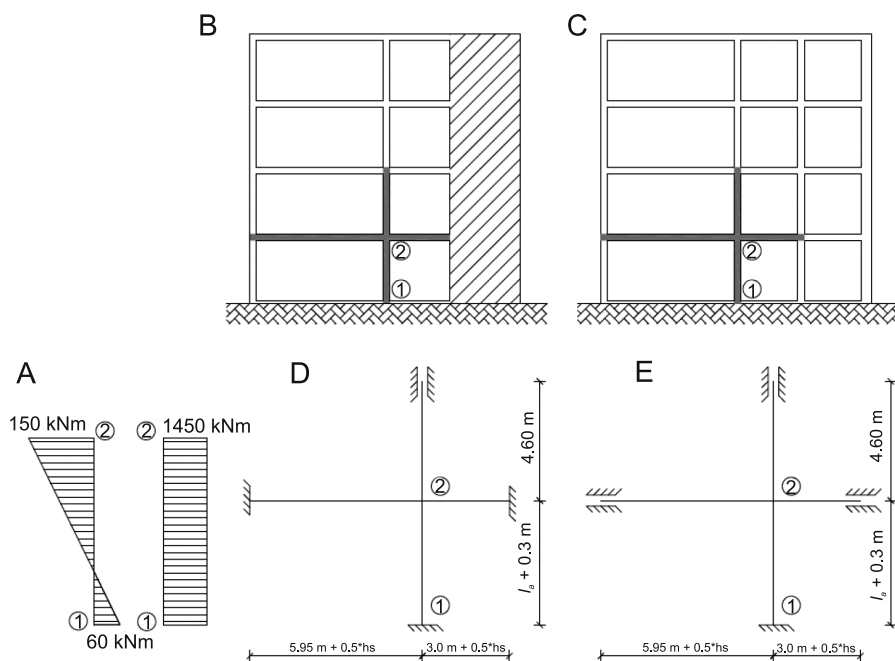 B
C
②
①
②
①
A
D
E
150 kNm
②
②
1450 kNm
①
①
60 kNm
②
①
4.60 m
lₐ + 0.3 m
5.95 m + 0.5*hs
3.0 m + 0.5*hs
②
①
4.60 m
lₐ + 0.3 m
5.95 m + 0.5*hs
3.0 m + 0.5*hs